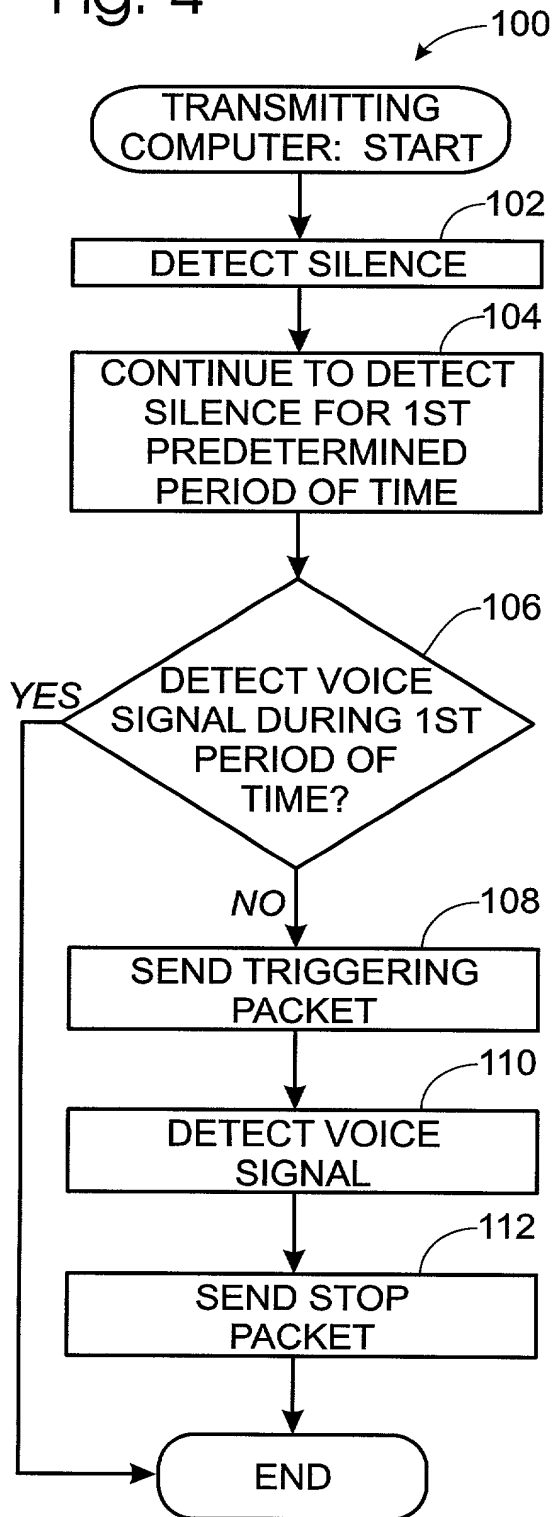 Fig. 4
100
TRANSMITTING
COMPUTER: START
102
DETECT SILENCE
104
CONTINUE TO DETECT
SILENCE FOR 1ST
PREDETERMINED
PERIOD OF TIME
106
YES
DETECT VOICE
SIGNAL DURING 1ST
PERIOD OF
TIME?
NO
108
SEND TRIGGERING
PACKET
110
DETECT VOICE
SIGNAL
112
SEND STOP
PACKET
END